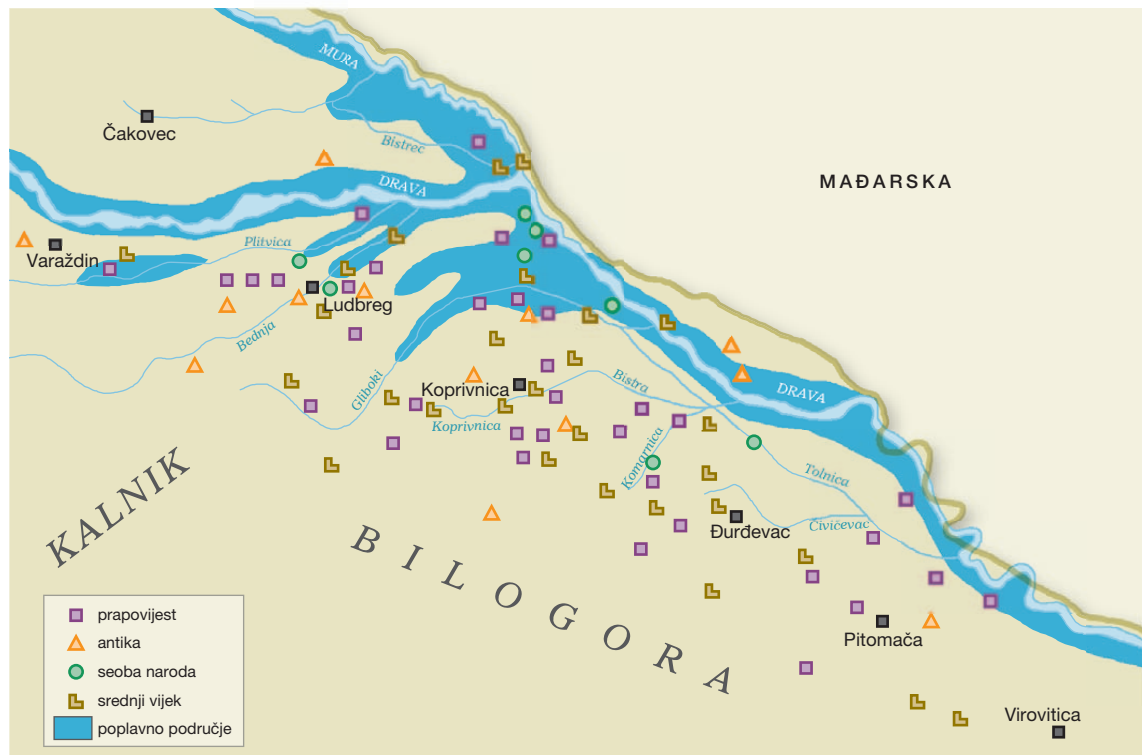 MURA
Čakovec
Bistrec
MAĐARSKA
DRAVA
Plitvica
Varaždin
Ludbreg
Bednja
Gliboki
Koprivnica
Bistra
DRAVA
Koprivnica
Komarnica
KALNIK
Tolnica
Đurđevac
Čivičevac
BILOGORA
prapovijest
antika
Pitomača
seoba naroda
srednji vijek
Virovitica
poplavno područje